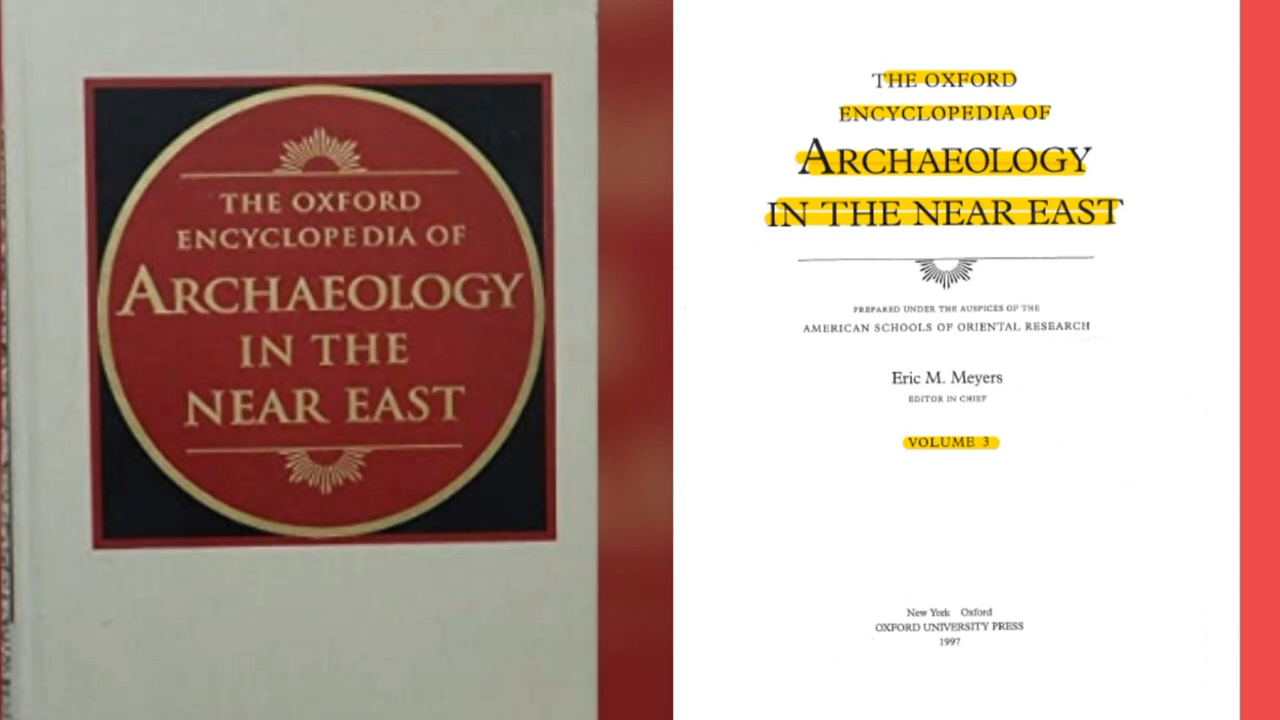 THE OXFORD
ENCYCLOPEDIA OF
ARCHAEOLOGY
IN THE
NEAR EAST
THE OXFORD
ENCYCLOPEDIA OF
ARCHAEOLOGY
IN THE NEAR EAST
PREPARED UNDER THE AUSPICES OF THE
AMERICAN SCHOOLS OF ORIENTAL RESEARCH
Eric M. Meyers
EDITOR IN CHIEF
VOLUME 3
New York Oxford
OXFORD UNIVERSITY PRESS
1997